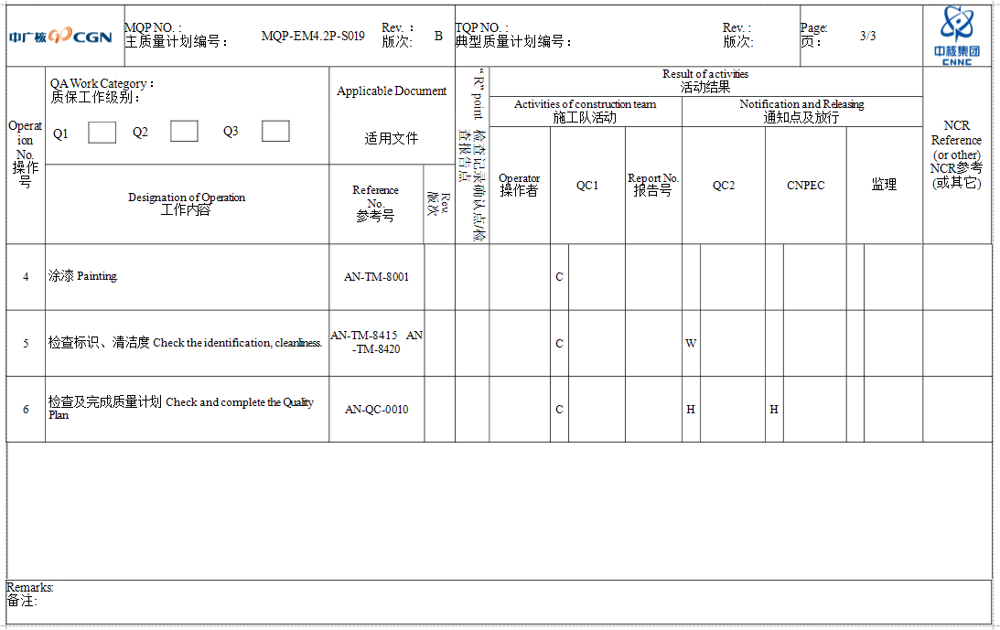 中广核 CGN
MQP NO. :
主质量计划编号：
MQP-EM4.2P-S019
Rev. :
版次:
B
TQP NO. :
典型质量计划编号：
Rev. :
版次:
Page:
页：
3/3
中核集团
CNNC
Operat
ion
No.
操作
号
QA Work Category :
质保工作级别：
Q1
Q2
Q3
Designation of Operation
工作内容
Applicable Document
适用文件
Reference
No.
参考号
Rev.
版次
“R” point 检查记录确认点/检
查报告点
Result of activities
活动结果
Activities of construction team
施工队活动
Notification and Releasing
通知点及放行
Operator
操作者
QC1
Report No.
报告号
QC2
CNPEC
监理
NCR
Reference
(or other)
NCR参考
(或其它)
4 涂漆 Painting. AN-TM-8001 C
5 检查标识、清洁度 Check the identification, cleanliness. AN-TM-8415 AN
-TM-8420 C W
6 检查及完成质量计划 Check and complete the Quality
Plan AN-QC-0010 C H H
Remarks:
备注: